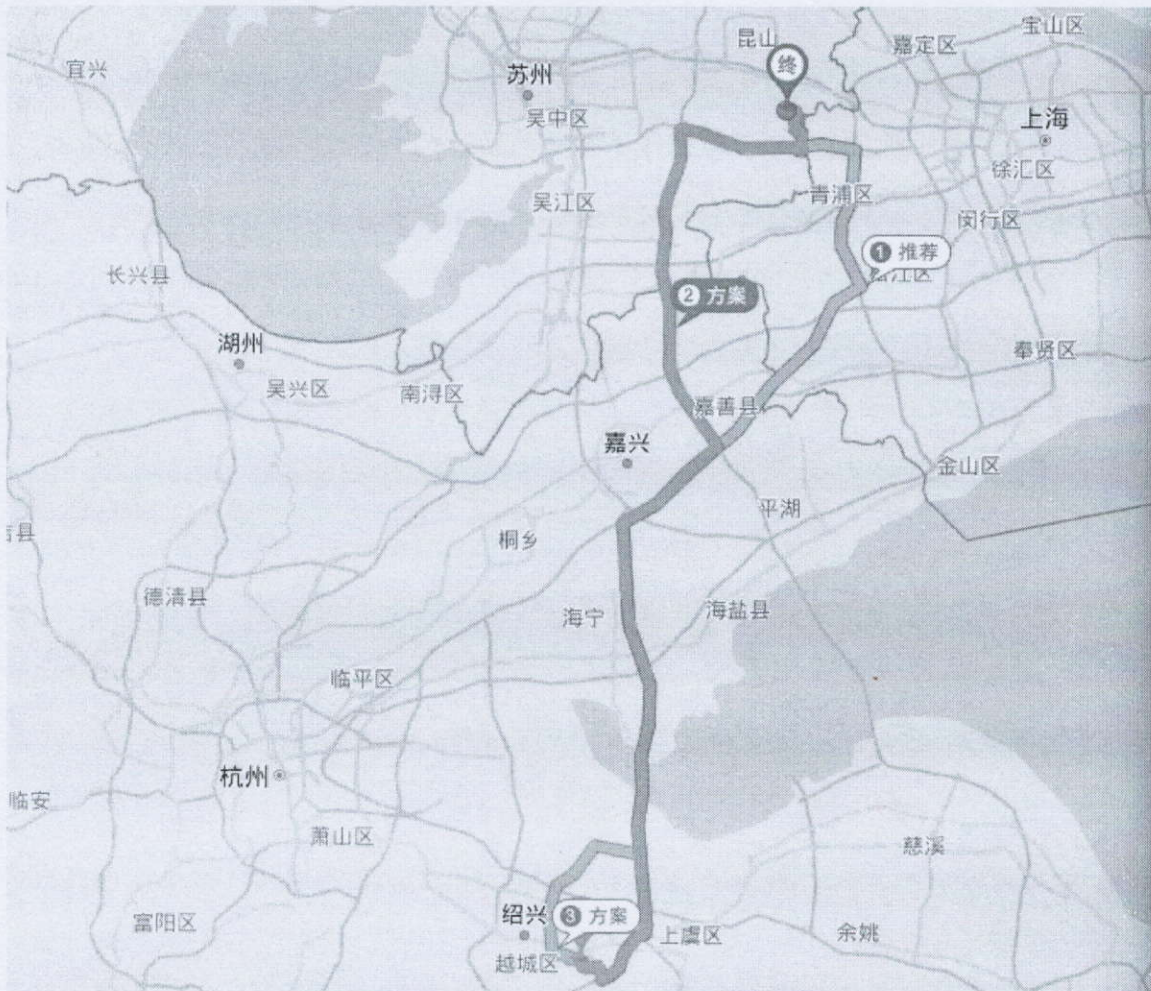 宝山区
昆山
嘉定区
宜兴
终
苏州
吴中区
上海
徐汇区
青浦区
吴江区
闵行区
1 推荐
长兴县
江区
2 方案
湖州
奉贤区
吴兴区
南浔区
嘉善县
嘉兴
金山区
平湖
县
桐乡
德清县
海宁
海盐县
临平区
杭州
临安
萧山区
慈溪
绍兴
3 方案
富阳区
上虞区
余姚
越城区